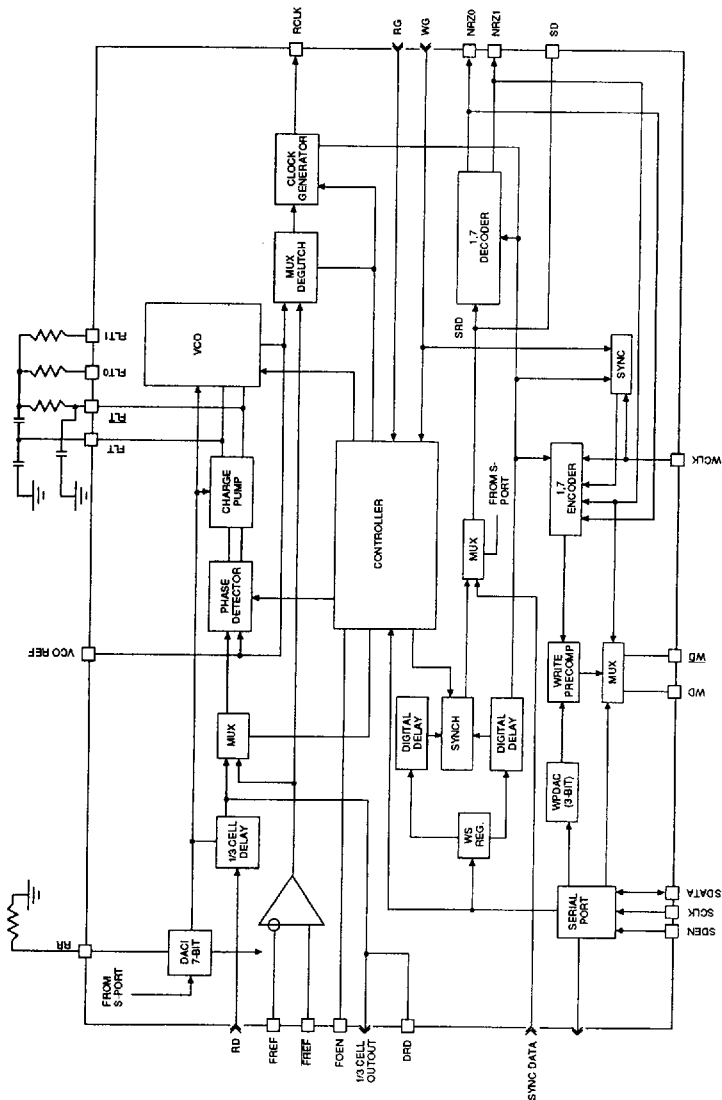 RCLK
RG
WG
NRZ0
NRZ1
SD
CLOCK
GENERATOR
MUX
DEGLITCH
1,7
DECODER
SRD
VCO
FLT1
FLT0
FLT
FLT
SYNC
CHARGE
PUMP
CONTROLLER
FROM S-
PORT
MUX
1,7
ENCODER
WCLK
PHASE
DETECTOR
VCO REF
MUX
DIGITAL
DELAY
SYNCH
DIGITAL
DELAY
WRITE
PRECOMP
MUX
WD
WD
1/3 CELL
DELAY
WS
REG.
WPDAC
(3-BIT)
RR
DACI
7-BIT
FROM
S-PORT
SERIAL
PORT
SDATA
SCLK
SDEN
RD
FREF
FREF
FOEN
1/3 CELL
OUTOUT
DRD
SYNC DATA